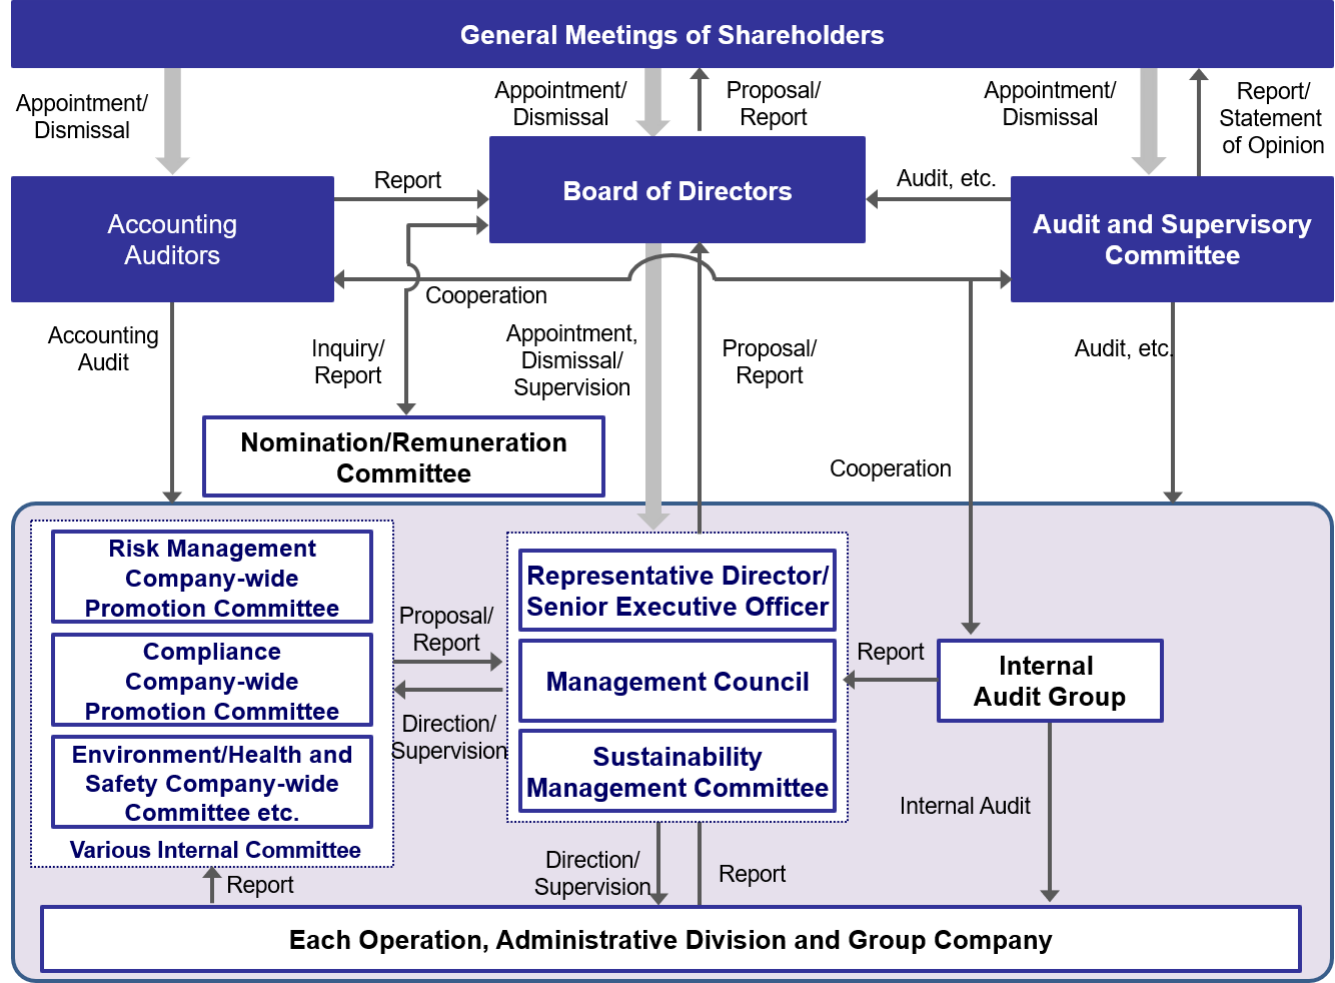 General Meetings of Shareholders
Appointment/
Dismissal
Appointment/
Dismissal
Proposal/
Report
Appointment/
Dismissal
Report/
Statement
of Opinion
Accounting
Auditors
Report
Board of Directors
Audit, etc.
Audit and Supervisory
Committee
Cooperation
Accounting
Audit
Inquiry/
Report
Appointment,
Dismissal/
Supervision
Proposal/
Report
Audit, etc.
Nomination/Remuneration
Committee
Cooperation
Risk Management
Company-wide
Promotion Committee
Compliance
Company-wide
Promotion Committee
Environment/Health and
Safety Company-wide
Committee etc.
Various Internal Committee
Proposal/
Report
Direction/
Supervision
Representative Director/
Senior Executive Officer
Management Council
Sustainability
Management Committee
Report
Internal
Audit Group
Internal Audit
Report
Direction/
Supervision
Report
Each Operation, Administrative Division and Group Company